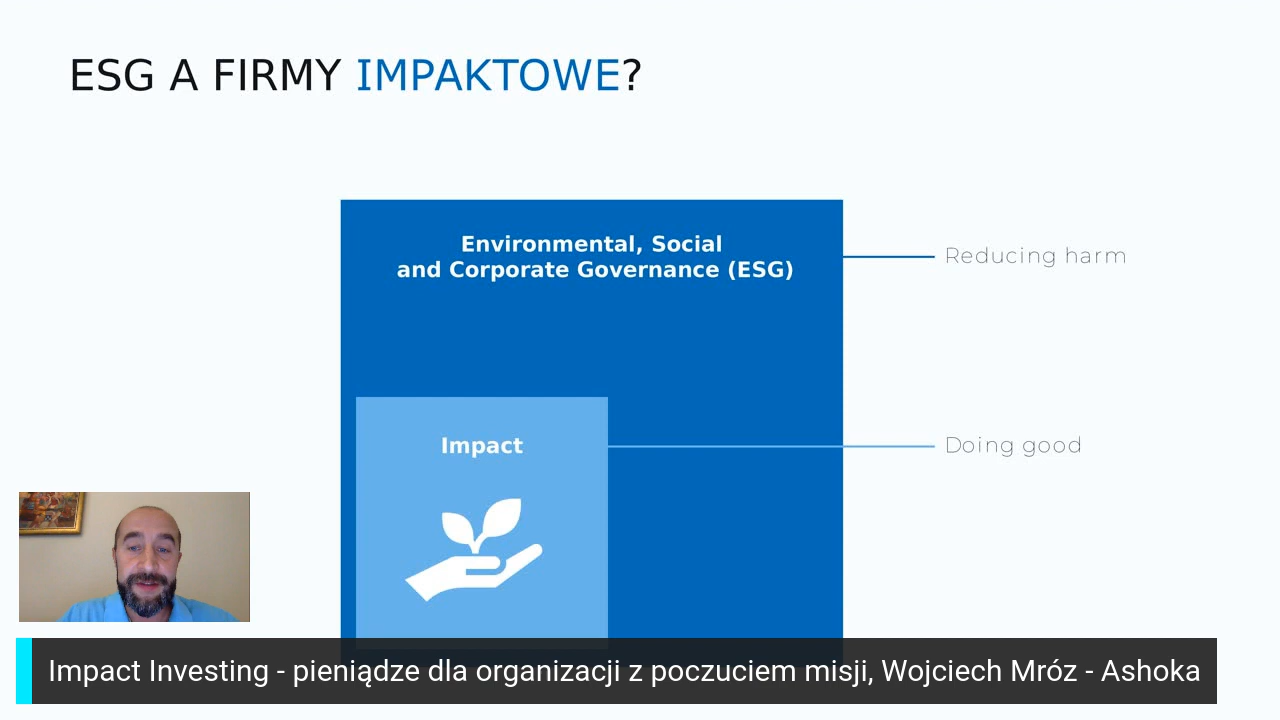 ESG A FIRMY IMPAKTOWE?
Environmental, Social
and Corporate Governance (ESG)
Reducing harm
Impact
Doing good
Impact Investing - pieniądze dla organizacji z poczuciem misji, Wojciech Mróz - Ashoka